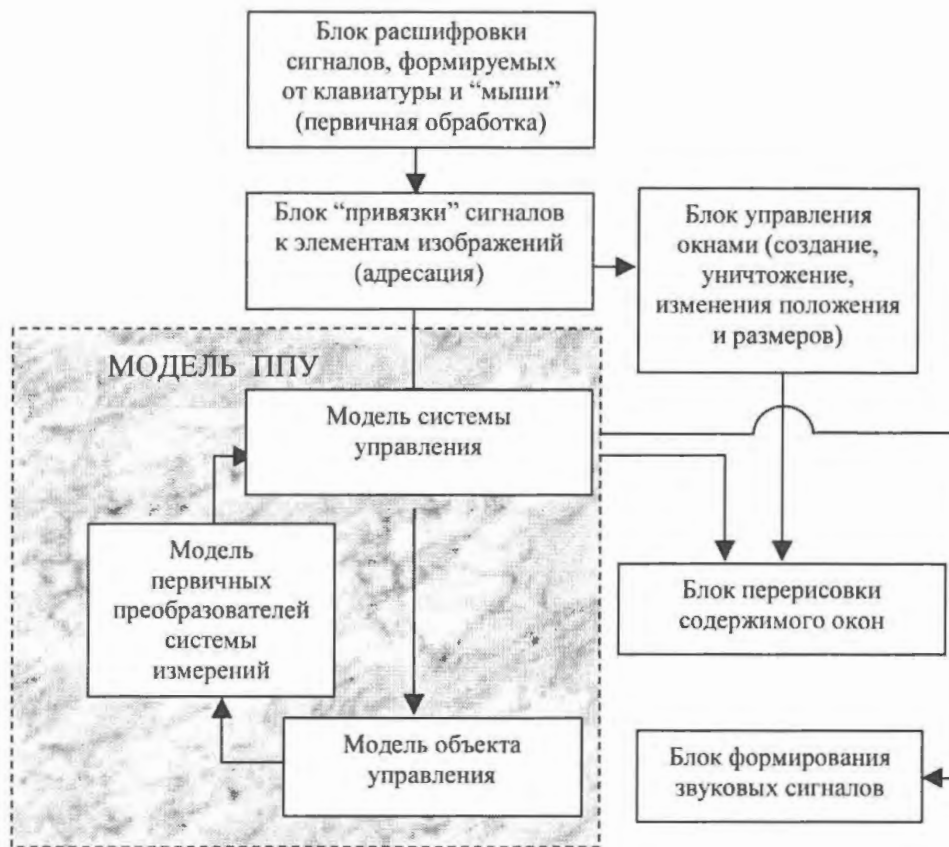 Блок расшифровки
сигналов, формируемых
от клавиатуры и “мыши”
(первичная обработка)
Блок “привязки” сигналов
к элементам изображений
(адресация)
Блок управления
окнами (создание,
уничтожение,
изменения положения
и размеров)
МОДЕЛЬ ППУ
Модель системы
управления
Модель
первичных
преобразователей
системы
измерений
Блок перерисовки
содержимого окон
Модель объекта
управления
Блок формирования
звуковых сигналов